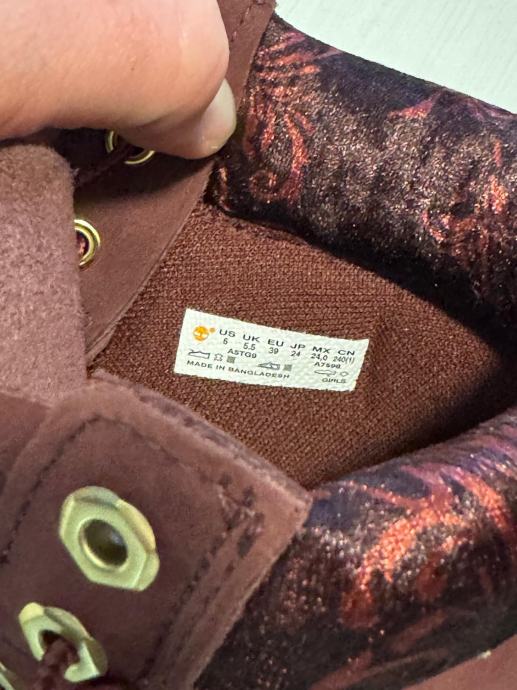 US UK EU JP MX CN
6 5.5 39 24 24,0 240(1)
A5TG9 A7598
MADE IN BANGLADESH GIRLS